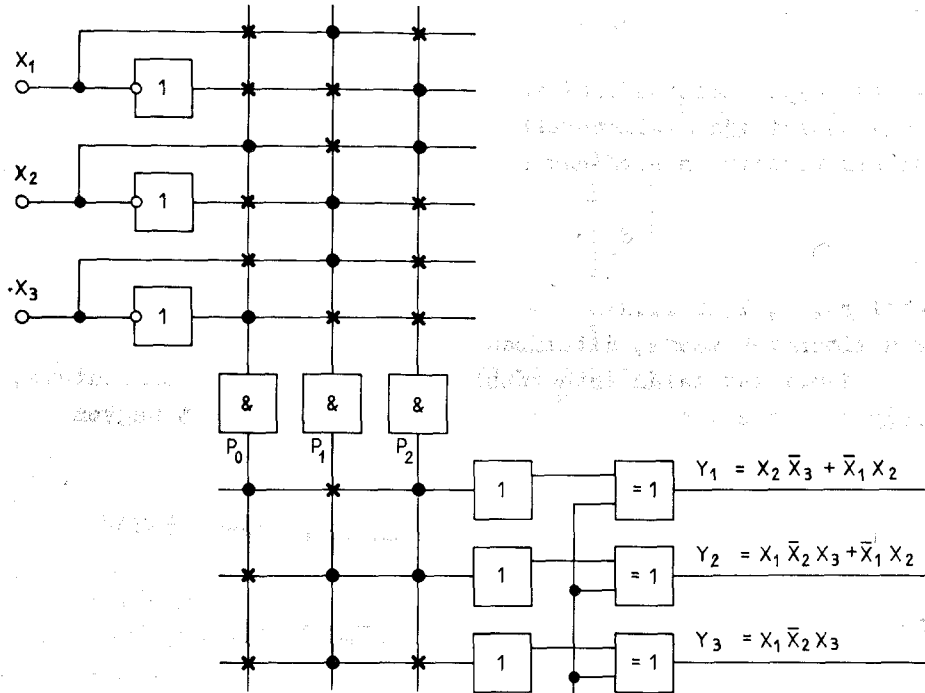 X₁
1
X₂
1
X₃
1
& & &
P₀ P₁ P₂
1 = 1 Y₁ = X₂ X̄₃ + X̄₁ X₂
1 = 1 Y₂ = X₁ X̄₂ X₃ + X̄₁ X₂
1 = 1 Y₃ = X₁ X̄₂ X₃